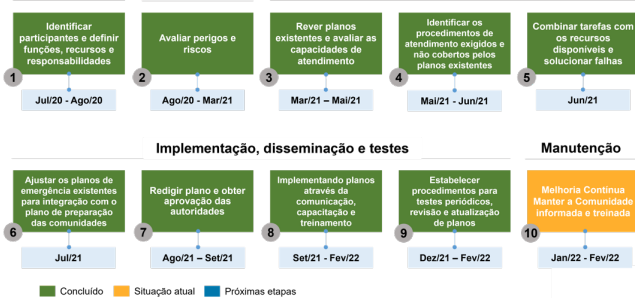 Identificar
participantes e definir
funções, recursos e
responsabilidades
1
Jul/20 - Ago/20
Avaliar perigos e
riscos
2
Ago/20 - Mar/21
Rever planos
existentes e avaliar as
capacidades de
atendimento
3
Mar/21 – Mai/21
Identificar os
procedimentos de
atendimento exigidos e
não cobertos pelos
planos existentes
4
Mai/21 - Jun/21
Combinar tarefas com
os recursos
disponíveis e
solucionar falhas
5
Jun/21
Implementação, disseminação e testes
Manutenção
Ajustar os planos de
emergência existentes
para integração com o
plano de preparação
das comunidades
6
Jul/21
Redigir plano e obter
aprovação das
autoridades
7
Ago/21 – Set/21
Implementando planos
através da
comunicação,
capacitação e
treinamento
8
Set/21 - Fev/22
Estabelecer
procedimentos para
testes periódicos,
revisão e atualização
de planos
9
Dez/21 – Fev/22
Melhoria Contínua
Manter a Comunidade
informada e treinada
10
Jan/22 - Fev/22
Concluído
Situação atual
Próximas etapas